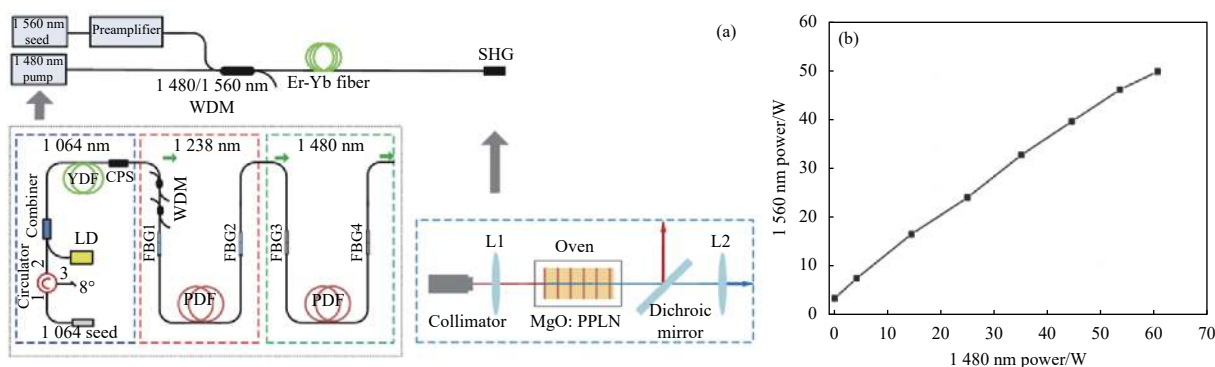 1 560 nm
seed
Preamplifier
1 480 nm
pump
1 480/1 560 nm
WDM
Er-Yb fiber
SHG
(a)
1 064 nm
1 238 nm
1 480 nm
YDF
CPS
WDM
Combiner
LD
Circulator
1
2
3
8°
1 064 seed
FBG1
FBG2
FBG3
FBG4
PDF
PDF
L1
Oven
L2
Collimator
MgO: PPLN
Dichroic
mirror
(b)
1 560 nm power/W
60
50
40
30
20
10
0
0
10
20
30
40
50
60
70
1 480 nm power/W